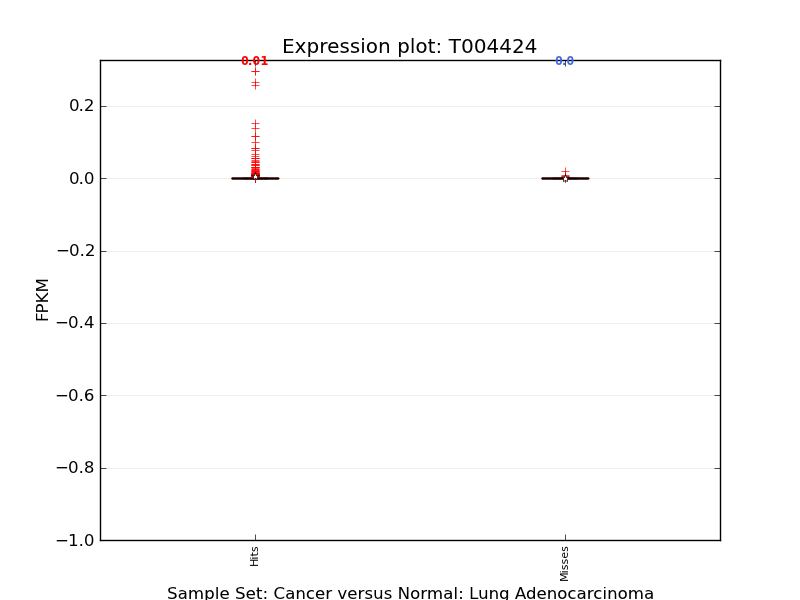 Expression plot: T004424
0.01
0.0
0.2
0.0
−0.2
−0.4
−0.6
−0.8
−1.0
FPKM
Hits
Misses
Sample Set: Cancer versus Normal: Lung Adenocarcinoma